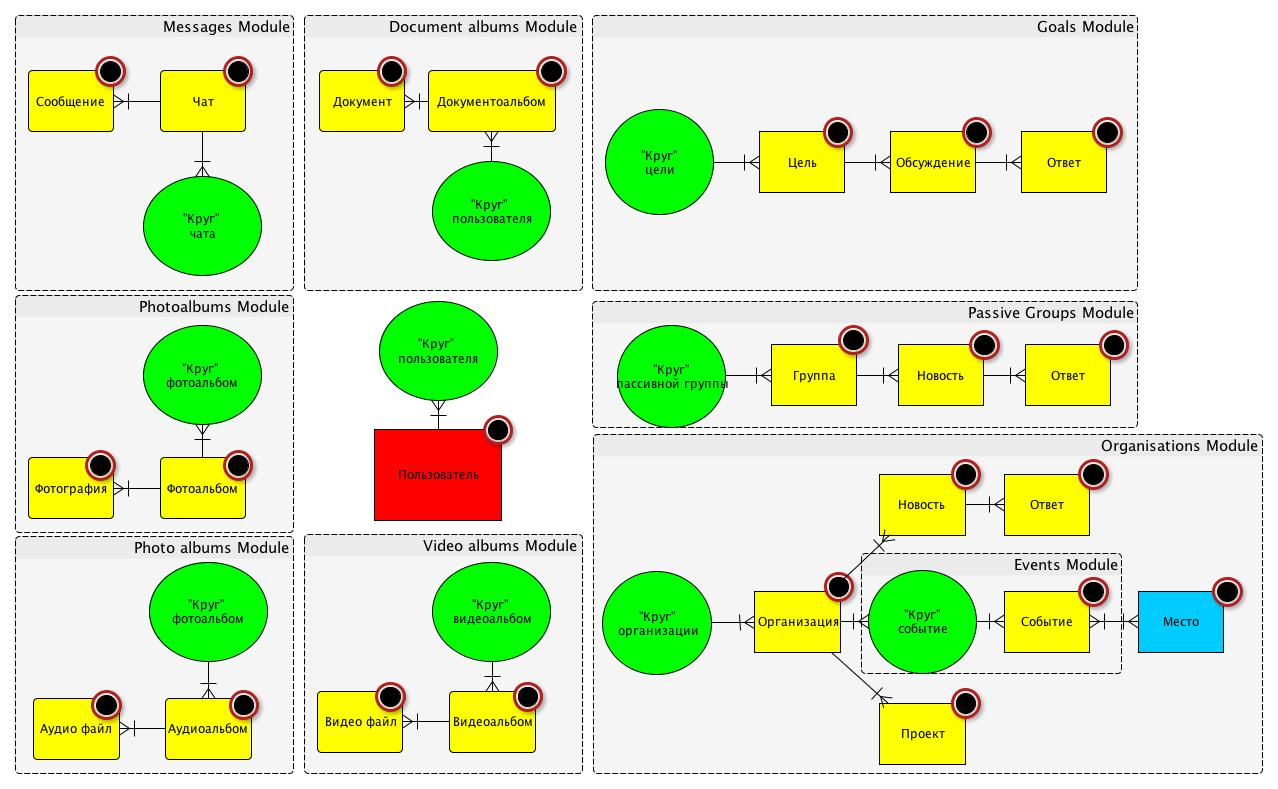 Messages Module
Сообщение
Чат
"Круг"
чата
Document albums Module
Документ
Документоальбом
"Круг"
пользователя
Goals Module
"Круг"
цели
Цель
Обсуждение
Ответ
Photoalbums Module
"Круг"
фотоальбом
Фотография
Фотоальбом
"Круг"
пользователя
Пользователь
Passive Groups Module
"Круг"
пассивной группы
Группа
Новость
Ответ
Photo albums Module
"Круг"
фотоальбом
Аудио файл
Аудиоальбом
Video albums Module
"Круг"
видеоальбом
Видео файл
Видеоальбом
Organisations Module
Новость
Ответ
Events Module
"Круг"
организации
Организация
"Круг"
событие
Событие
Место
Проект